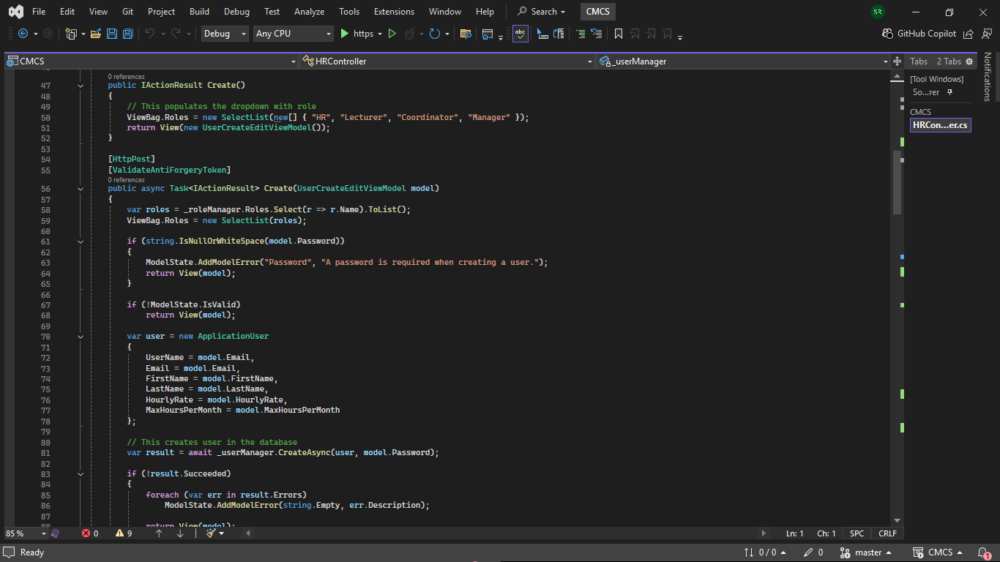 File Edit View Git Project Build Debug Test Analyze Tools Extensions Window Help Search CMCS SR
Debug Any CPU https abc GitHub Copilot
CMCS HRController _userManager Tabs 2 Tabs
Notifications
[Tool Windows]
So...rer
CMCS
HRCon...er.cs
0 references
47 public IActionResult Create()
48 {
49 // This populates the dropdown with role
50 ViewBag.Roles = new SelectList(new[] { "HR", "Lecturer", "Coordinator", "Manager" });
51 return View(new UserCreateEditViewModel());
52 }
53
54 [HttpPost]
55 [ValidateAntiForgeryToken]
0 references
56 public async Task<IActionResult> Create(UserCreateEditViewModel model)
57 {
58 var roles = _roleManager.Roles.Select(r => r.Name).ToList();
59 ViewBag.Roles = new SelectList(roles);
60
61 if (string.IsNullOrWhiteSpace(model.Password))
62 {
63 ModelState.AddModelError("Password", "A password is required when creating a user.");
64 return View(model);
65 }
66
67 if (!ModelState.IsValid)
68 return View(model);
69
70 var user = new ApplicationUser
71 {
72 UserName = model.Email,
73 Email = model.Email,
74 FirstName = model.FirstName,
75 LastName = model.LastName,
76 HourlyRate = model.HourlyRate,
77 MaxHoursPerMonth = model.MaxHoursPerMonth
78 };
79
80 // This creates user in the database
81 var result = await _userManager.CreateAsync(user, model.Password);
82
83 if (!result.Succeeded)
84 {
85 foreach (var err in result.Errors)
86 ModelState.AddModelError(string.Empty, err.Description);
87
88 return View(model);
85 % 0 9 Ln: 1 Ch: 1 SPC CRLF
Ready 0 / 0 0 master CMCS 1